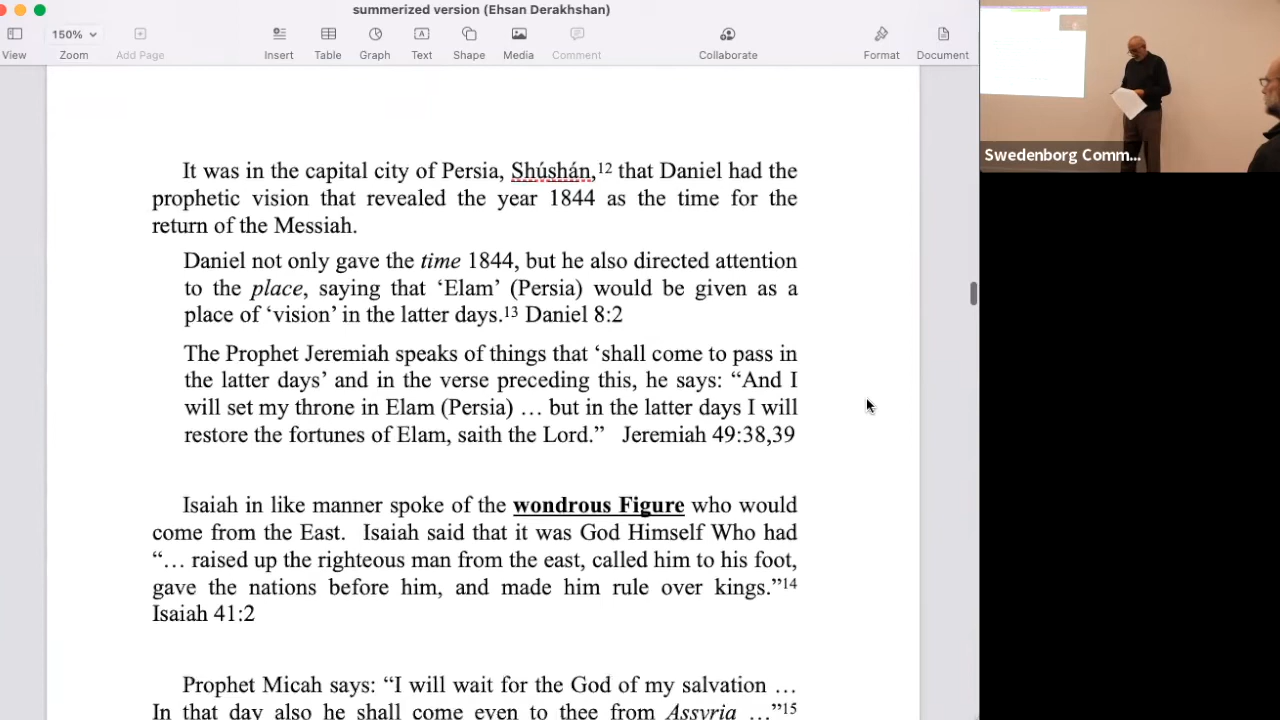 summerized version (Ehsan Derakhshan)
150%
View
Zoom
Add Page
Insert
Table
Graph
Text
Shape
Media
Comment
Collaborate
Format
Document
It was in the capital city of Persia, Shúshán,12 that Daniel had the
prophetic vision that revealed the year 1844 as the time for the
return of the Messiah.
Daniel not only gave the time 1844, but he also directed attention
to the place, saying that ‘Elam’ (Persia) would be given as a
place of ‘vision’ in the latter days.13 Daniel 8:2
The Prophet Jeremiah speaks of things that ‘shall come to pass in
the latter days’ and in the verse preceding this, he says: “And I
will set my throne in Elam (Persia) … but in the latter days I will
restore the fortunes of Elam, saith the Lord.” Jeremiah 49:38,39
Isaiah in like manner spoke of the wondrous Figure who would
come from the East. Isaiah said that it was God Himself Who had
“… raised up the righteous man from the east, called him to his foot,
gave the nations before him, and made him rule over kings.”14
Isaiah 41:2
Prophet Micah says: “I will wait for the God of my salvation …
In that day also he shall come even to thee from Assyria …”15
Swedenborg Comm...